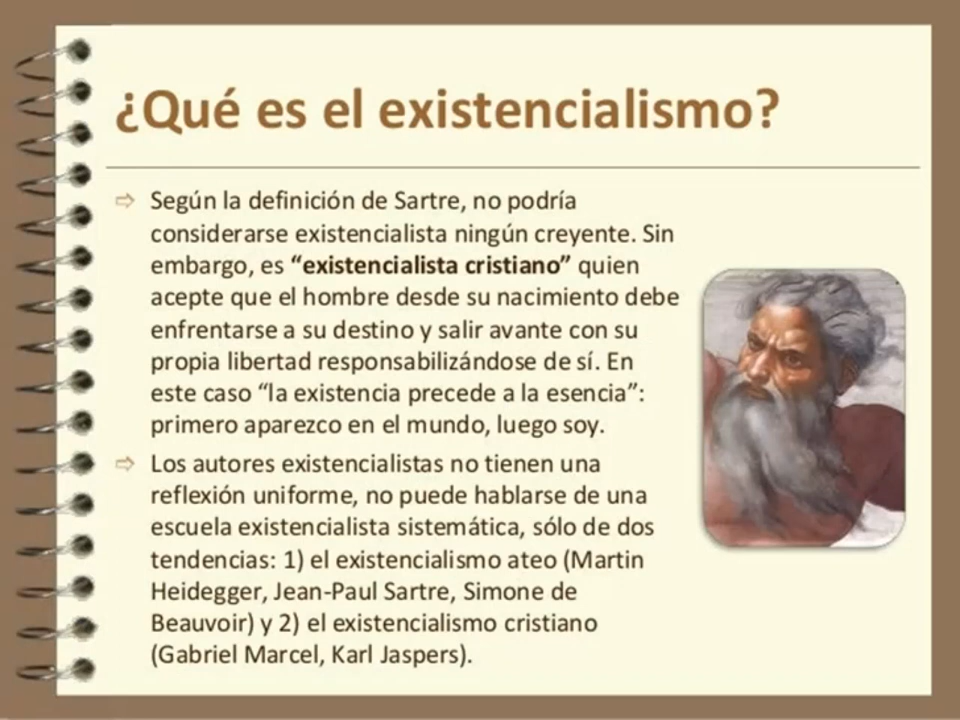 ¿Qué es el existencialismo?
Según la definición de Sartre, no podría
considerarse existencialista ningún creyente. Sin
embargo, es “existencialista cristiano” quien
acepte que el hombre desde su nacimiento debe
enfrentarse a su destino y salir avante con su
propia libertad responsabilizándose de sí. En
este caso “la existencia precede a la esencia”:
primero aparezco en el mundo, luego soy.
Los autores existencialistas no tienen una
reflexión uniforme, no puede hablarse de una
escuela existencialista sistemática, sólo de dos
tendencias: 1) el existencialismo ateo (Martin
Heidegger, Jean-Paul Sartre, Simone de
Beauvoir) y 2) el existencialismo cristiano
(Gabriel Marcel, Karl Jaspers).